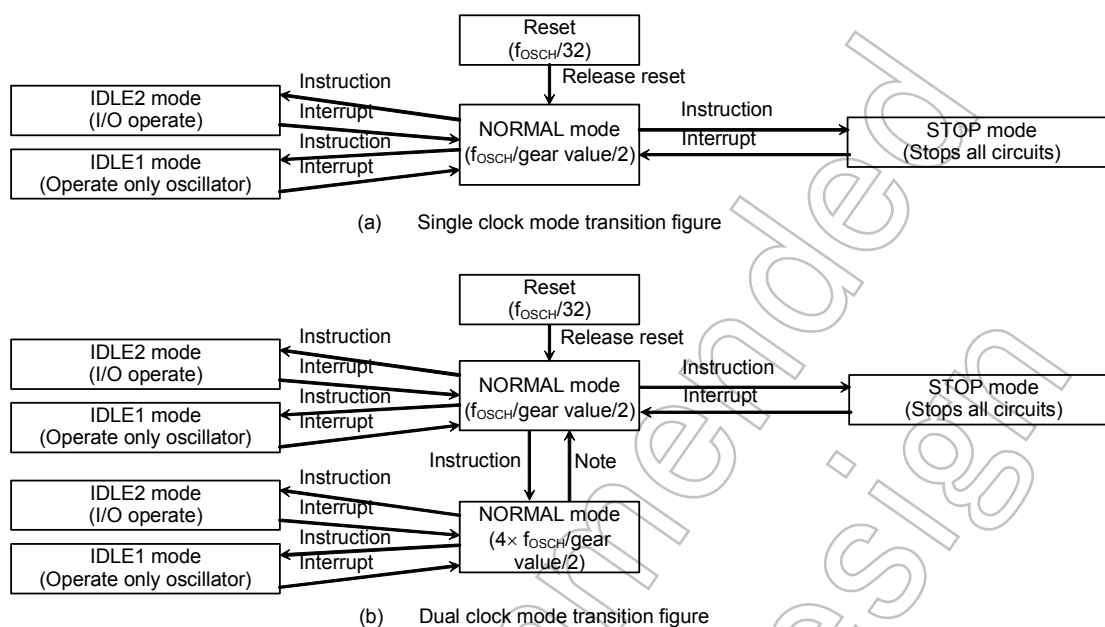 Reset
(fOSCH/32)
Release reset
Instruction
IDLE2 mode
(I/O operate)
Interrupt
Instruction
IDLE1 mode
(Operate only oscillator)
Interrupt
NORMAL mode
(fOSCH/gear value/2)
Instruction
Interrupt
STOP mode
(Stops all circuits)
(a) Single clock mode transition figure
Reset
(fOSCH/32)
Release reset
Instruction
IDLE2 mode
(I/O operate)
Interrupt
Instruction
IDLE1 mode
(Operate only oscillator)
Interrupt
NORMAL mode
(fOSCH/gear value/2)
Instruction
Interrupt
STOP mode
(Stops all circuits)
Instruction
Note
Instruction
IDLE2 mode
(I/O operate)
Interrupt
Instruction
IDLE1 mode
(Operate only oscillator)
Interrupt
NORMAL mode
(4× fOSCH/gear
value/2)
(b) Dual clock mode transition figure
mmended
esign